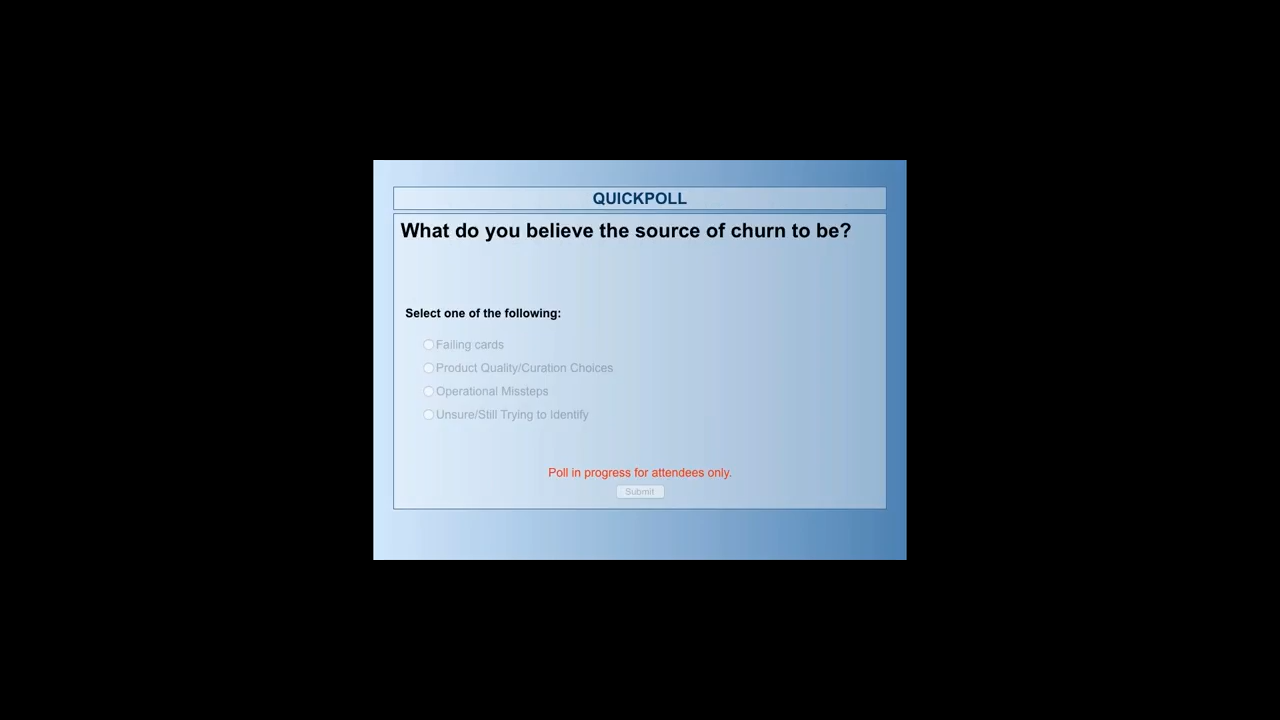 QUICKPOLL
What do you believe the source of churn to be?
Select one of the following:
Failing cards
Product Quality/Curation Choices
Operational Missteps
Unsure/Still Trying to Identify
Poll in progress for attendees only.
Submit